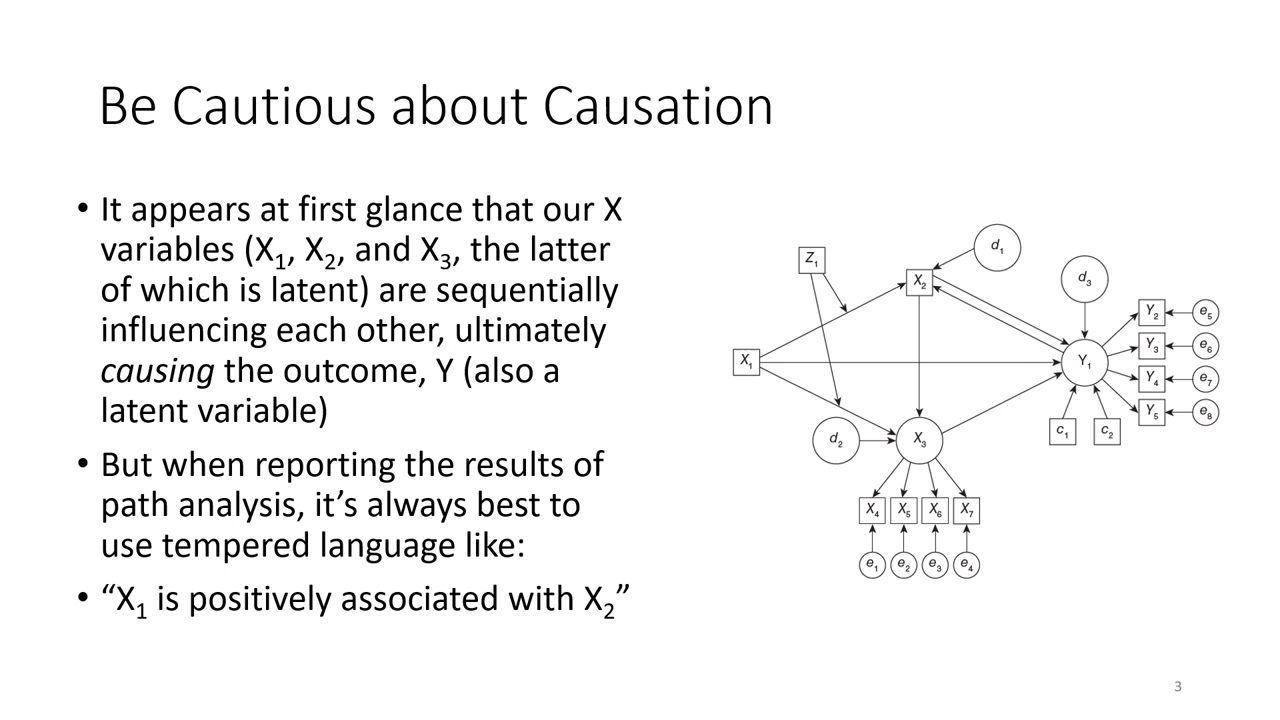 Be Cautious about Causation
• It appears at first glance that our X
variables (X₁, X₂, and X₃, the latter
of which is latent) are sequentially
influencing each other, ultimately
causing the outcome, Y (also a
latent variable)
• But when reporting the results of
path analysis, it’s always best to
use tempered language like:
• “X₁ is positively associated with X₂”
Z₁
d₁
X₂
d₃
Y₂ e₅
Y₃ e₆
X₁
Y₁
Y₄ e₇
Y₅ e₈
c₁ c₂
d₂
X₃
X₄ X₅ X₆ X₇
e₁ e₂ e₃ e₄
3